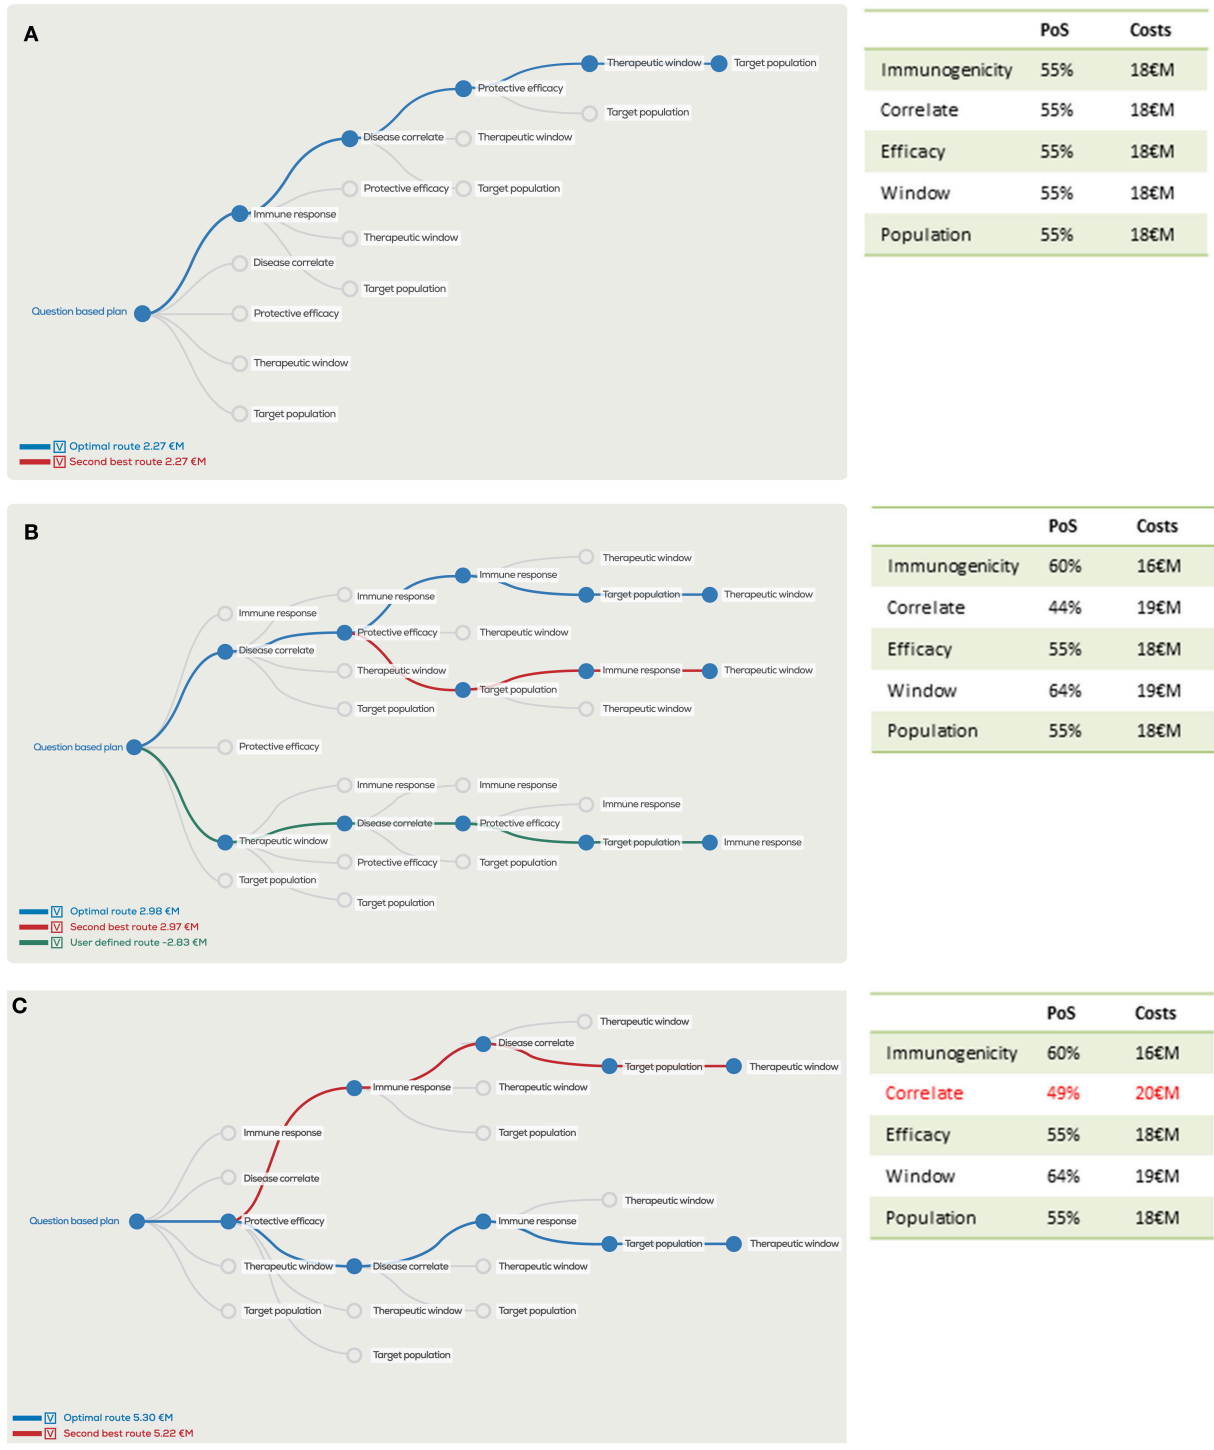 A
Therapeutic window
Target population
Protective efficacy
Target population
Disease correlate
Therapeutic window
Protective efficacy
Target population
Immune response
Therapeutic window
Disease correlate
Target population
Question based plan
Protective efficacy
Therapeutic window
Target population
V Optimal route 2.27 €M
V Second best route 2.27 €M
PoS Costs
Immunogenicity 55% 18€M
Correlate 55% 18€M
Efficacy 55% 18€M
Window 55% 18€M
Population 55% 18€M
B
Therapeutic window
Immune response
Immune response
Target population
Therapeutic window
Immune response
Protective efficacy
Therapeutic window
Disease correlate
Therapeutic window
Immune response
Therapeutic window
Target population
Target population
Therapeutic window
Question based plan
Protective efficacy
Immune response
Immune response
Immune response
Disease correlate
Protective efficacy
Therapeutic window
Target population
Immune response
Protective efficacy
Target population
Target population
Target population
V Optimal route 2.98 €M
V Second best route 2.97 €M
V User defined route -2.83 €M
PoS Costs
Immunogenicity 60% 16€M
Correlate 44% 19€M
Efficacy 55% 18€M
Window 64% 19€M
Population 55% 18€M
C
Therapeutic window
Disease correlate
Target population
Therapeutic window
Immune response
Therapeutic window
Immune response
Target population
Disease correlate
Therapeutic window
Question based plan
Protective efficacy
Immune response
Target population
Therapeutic window
Therapeutic window
Disease correlate
Therapeutic window
Target population
Therapeutic window
Target population
Target population
V Optimal route 5.30 €M
V Second best route 5.22 €M
PoS Costs
Immunogenicity 60% 16€M
Correlate 49% 20€M
Efficacy 55% 18€M
Window 64% 19€M
Population 55% 18€M